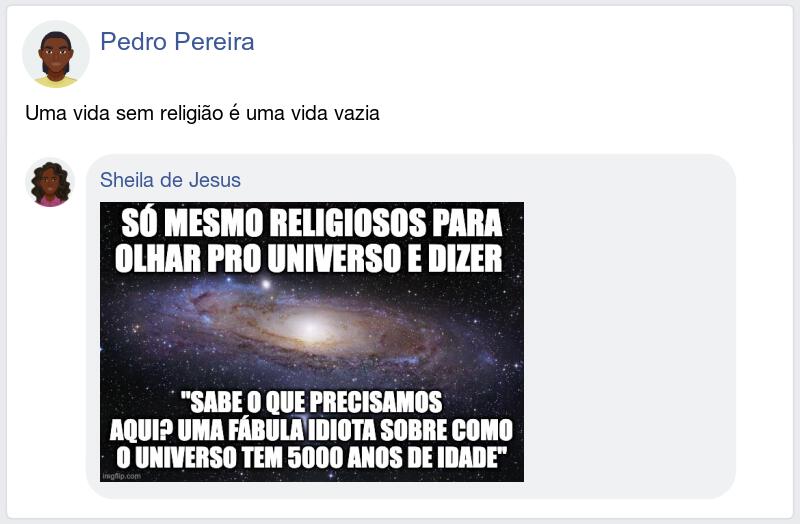 Pedro Pereira
Uma vida sem religião é uma vida vazia
Sheila de Jesus
SÓ MESMO RELIGIOSOS PARA
OLHAR PRO UNIVERSO E DIZER
"SABE O QUE PRECISAMOS
AQUI? UMA FÁBULA IDIOTA SOBRE COMO
O UNIVERSO TEM 5000 ANOS DE IDADE"
imgflip.com